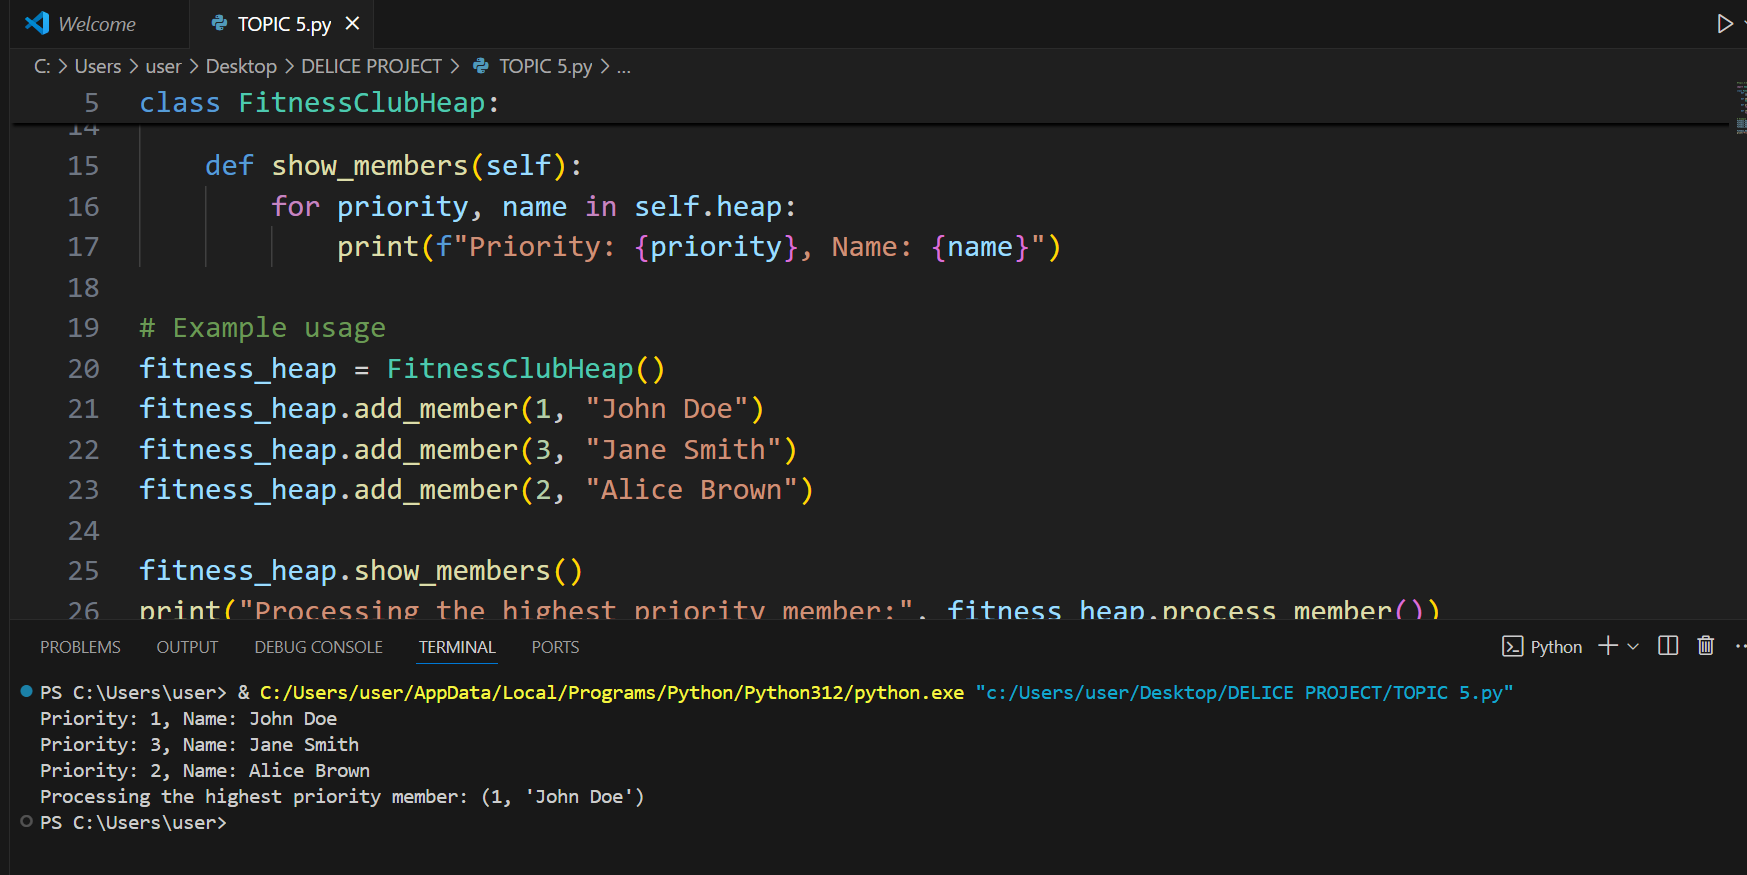 Welcome
TOPIC 5.py
C: > Users > user > Desktop > DELICE PROJECT > TOPIC 5.py > ...
5 class FitnessClubHeap:
14
15 def show_members(self):
16 for priority, name in self.heap:
17 print(f"Priority: {priority}, Name: {name}")
18
19 # Example usage
20 fitness_heap = FitnessClubHeap()
21 fitness_heap.add_member(1, "John Doe")
22 fitness_heap.add_member(3, "Jane Smith")
23 fitness_heap.add_member(2, "Alice Brown")
24
25 fitness_heap.show_members()
26 print("Processing the highest priority member:", fitness_heap.process_member())
PROBLEMS OUTPUT DEBUG CONSOLE TERMINAL PORTS Python
PS C:\Users\user> & C:/Users/user/AppData/Local/Programs/Python/Python312/python.exe "c:/Users/user/Desktop/DELICE PROJECT/TOPIC 5.py"
Priority: 1, Name: John Doe
Priority: 3, Name: Jane Smith
Priority: 2, Name: Alice Brown
Processing the highest priority member: (1, 'John Doe')
PS C:\Users\user>